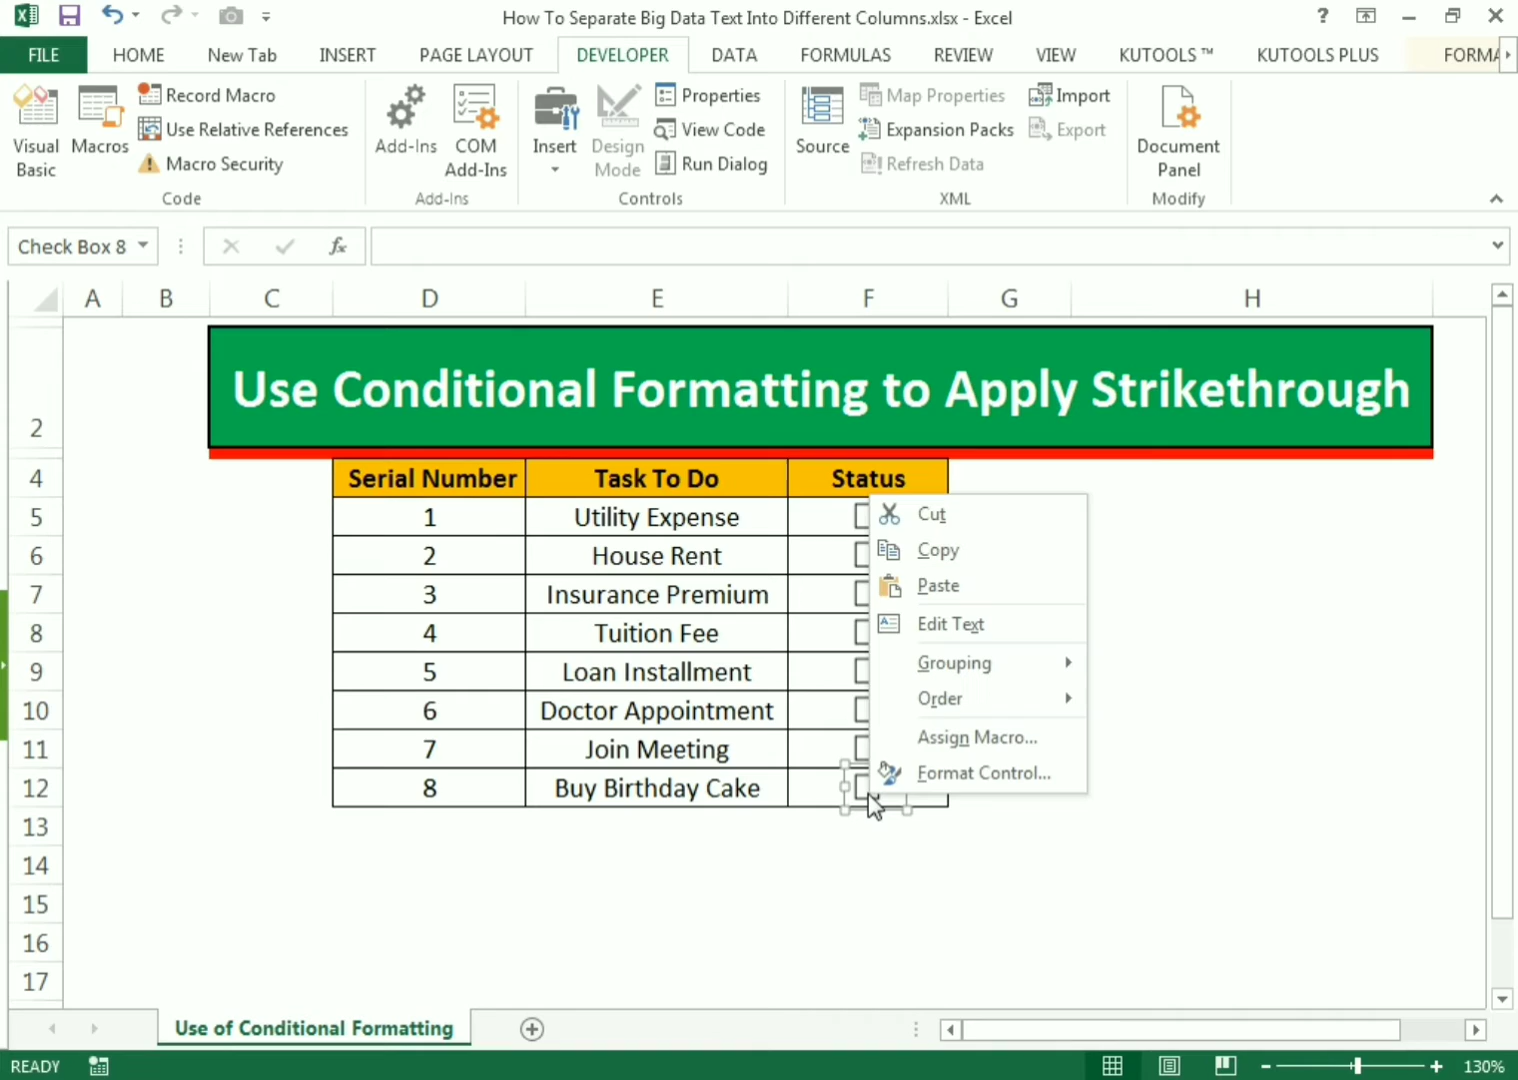 How To Separate Big Data Text Into Different Columns.xlsx - Excel
FILE HOME New Tab INSERT PAGE LAYOUT DEVELOPER DATA FORMULAS REVIEW VIEW KUTOOLS ™ KUTOOLS PLUS FORMA
Visual Basic
Macros
Record Macro
Use Relative References
Macro Security
Code
Add-Ins
COM Add-Ins
Add-Ins
Insert
Design Mode
Properties
View Code
Run Dialog
Controls
Source
Map Properties
Expansion Packs
Refresh Data
Import
Export
XML
Document Panel
Modify
Check Box 8
fx
A B C D E F G H
2 Use Conditional Formatting to Apply Strikethrough
4 Serial Number Task To Do Status
5 1 Utility Expense
6 2 House Rent
7 3 Insurance Premium
8 4 Tuition Fee
9 5 Loan Installment
10 6 Doctor Appointment
11 7 Join Meeting
12 8 Buy Birthday Cake
13
14
15
16
17
Cut
Copy
Paste
Edit Text
Grouping
Order
Assign Macro...
Format Control...
Use of Conditional Formatting
READY
130%